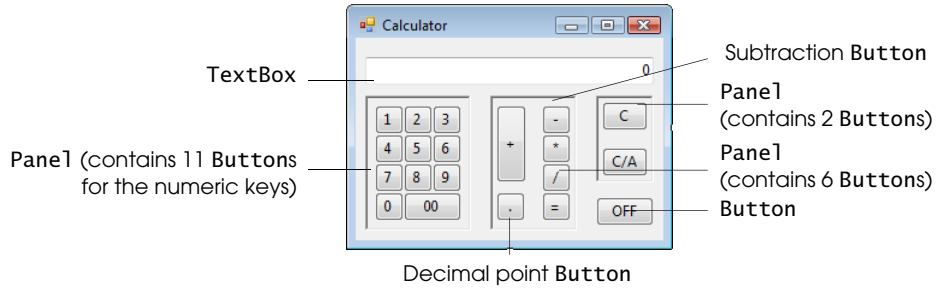 Calculator
Subtraction Button
TextBox
0
Panel
(contains 2 Buttons)
1 2 3
- C
4 5 6
+ * C/A
Panel (contains 11 Buttons
for the numeric keys)
Panel
(contains 6 Buttons)
7 8 9
/
0 00
. = OFF
Button
Decimal point Button